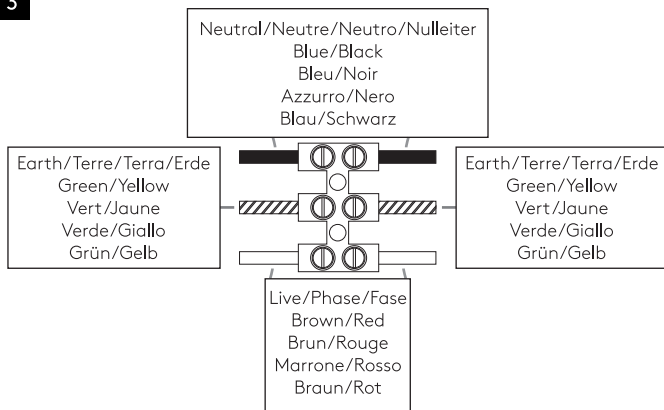 3
Neutral/Neutre/Neutro/Nulleiter
Blue/Black
Bleu/Noir
Azzurro/Nero
Blau/Schwarz
Earth/Terre/Terra/Erde
Green/Yellow
Vert/Jaune
Verde/Giallo
Grün/Gelb
Earth/Terre/Terra/Erde
Green/Yellow
Vert/Jaune
Verde/Giallo
Grün/Gelb
Live/Phase/Fase
Brown/Red
Brun/Rouge
Marrone/Rosso
Braun/Rot